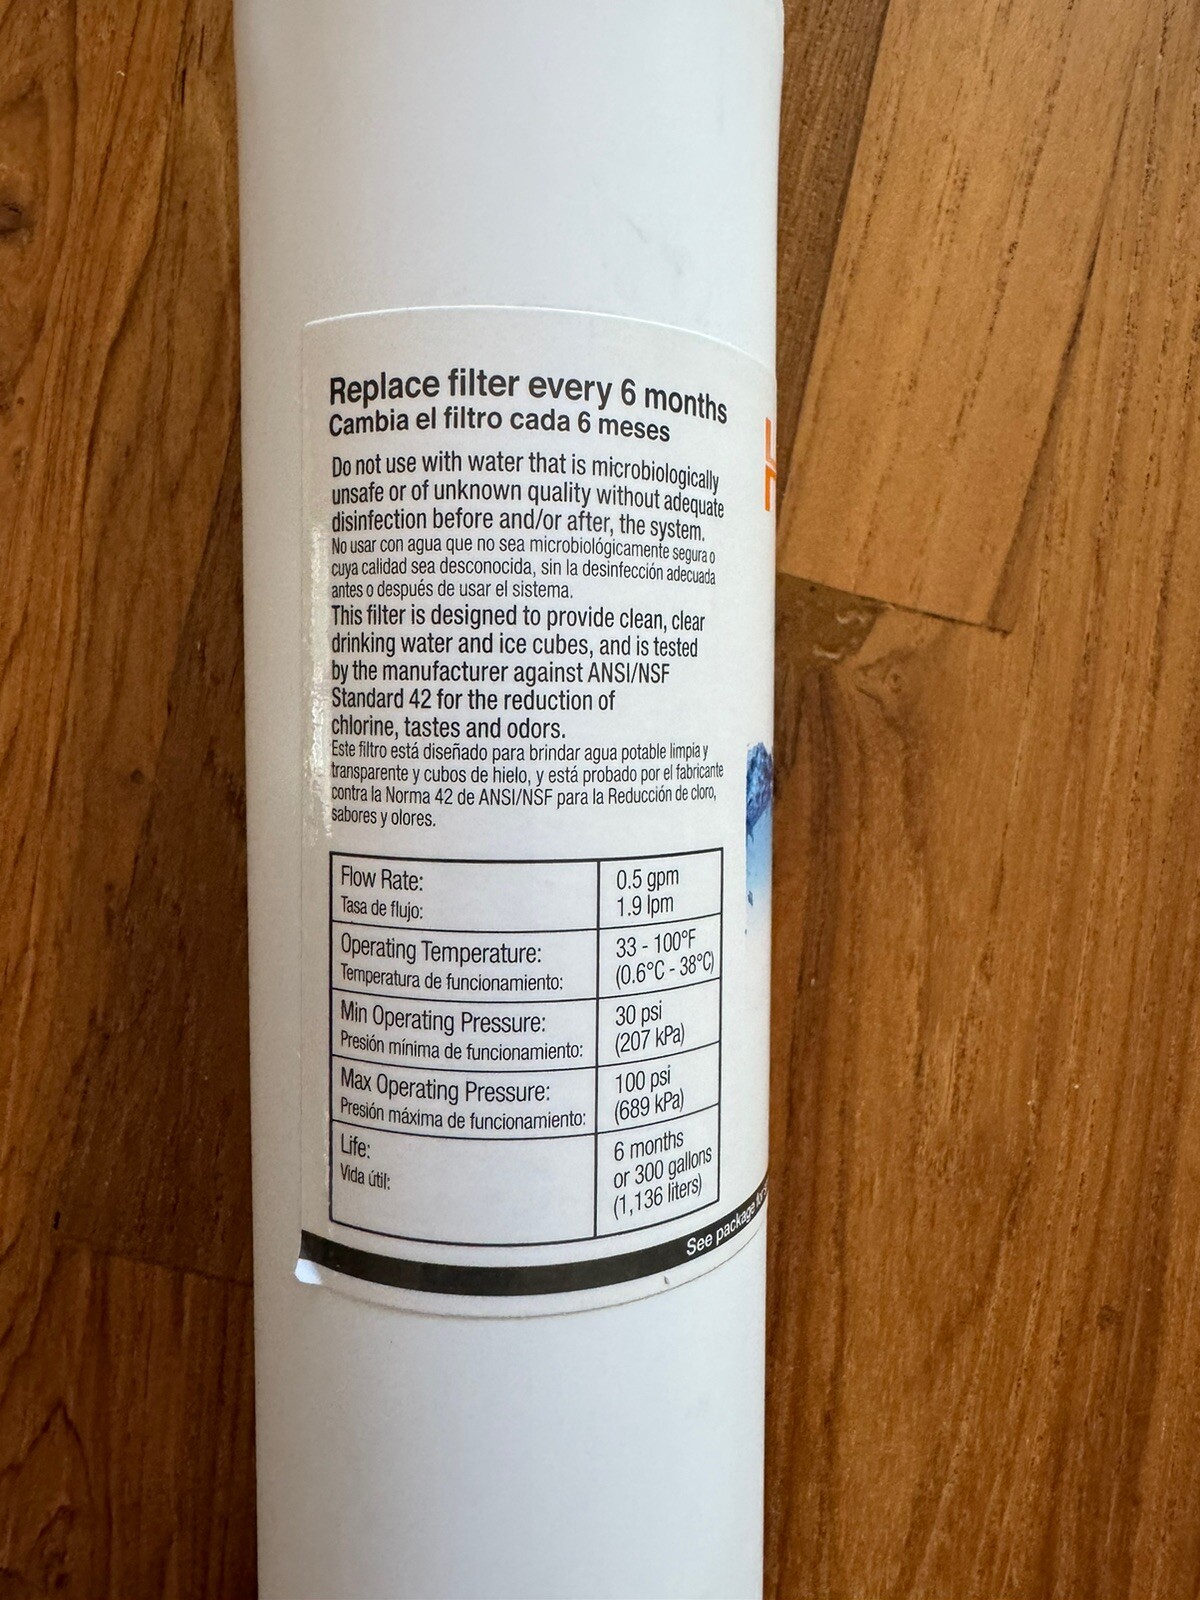 Replace filter every 6 months
Cambia el filtro cada 6 meses
Do not use with water that is microbiologically
unsafe or of unknown quality without adequate
disinfection before and/or after, the system.
No usar con agua que no sea microbiológicamente segura o
cuya calidad sea desconocida, sin la desinfección adecuada
antes o después de usar el sistema.
This filter is designed to provide clean, clear
drinking water and ice cubes, and is tested
by the manufacturer against ANSI/NSF
Standard 42 for the reduction of
chlorine, tastes and odors.
Este filtro está diseñado para brindar agua potable limpia y
transparente y cubos de hielo, y está probado por el fabricante
contra la Norma 42 de ANSI/NSF para la Reducción de cloro,
sabores y olores.
Flow Rate: 0.5 gpm
Tasa de flujo: 1.9 lpm
Operating Temperature: 33 - 100°F
Temperatura de funcionamiento: (0.6°C - 38°C)
Min Operating Pressure: 30 psi
Presión mínima de funcionamiento: (207 kPa)
Max Operating Pressure: 100 psi
Presión máxima de funcionamiento: (689 kPa)
Life: 6 months
Vida útil: or 300 gallons
(1,136 liters)
See package for